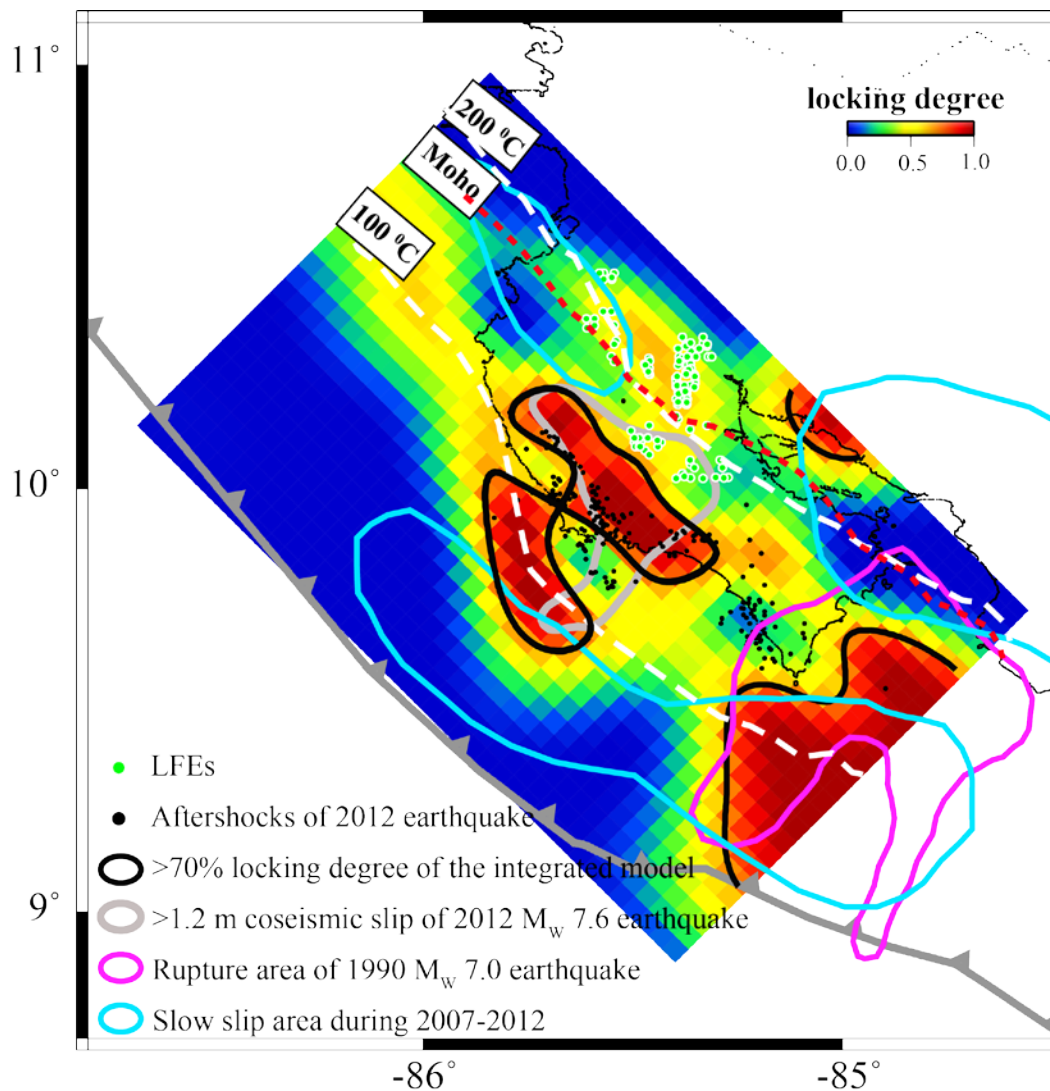 11°
locking degree
0.0 0.5 1.0
200 ⁰C
Moho
100 ⁰C
10°
LFEs
Aftershocks of 2012 earthquake
>70% locking degree of the integrated model
>1.2 m coseismic slip of 2012 Mw 7.6 earthquake
9°
Rupture area of 1990 Mw 7.0 earthquake
Slow slip area during 2007-2012
-86° -85°